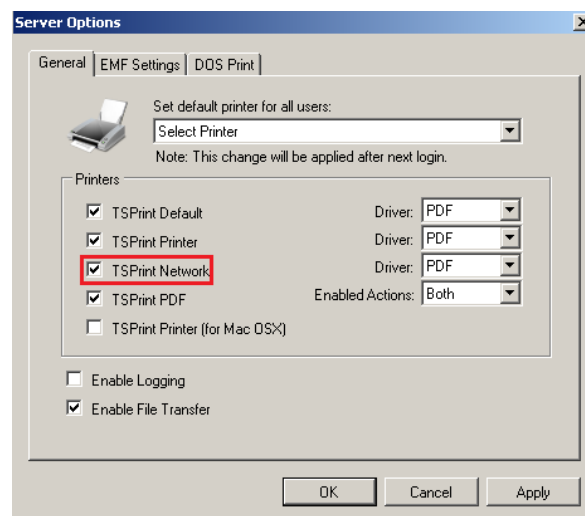 Server Options
General EMF Settings DOS Print
Set default printer for all users:
Select Printer
Note: This change will be applied after next login.
Printers
TSPrint Default Driver: PDF
TSPrint Printer Driver: PDF
TSPrint Network Driver: PDF
TSPrint PDF Enabled Actions: Both
TSPrint Printer (for Mac OSX)
Enable Logging
Enable File Transfer
OK Cancel Apply